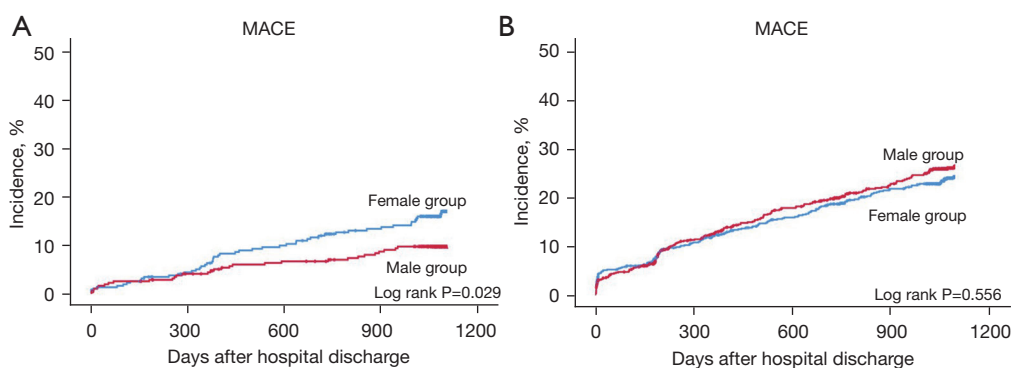 A
MACE
Incidence, %
50
40
30
20
10
0
Female group
Male group
Log rank P=0.029
0 300 600 900 1200
Days after hospital discharge
B
MACE
Incidence, %
50
40
30
20
10
0
Male group
Female group
Log rank P=0.556
0 300 600 900 1200
Days after hospital discharge